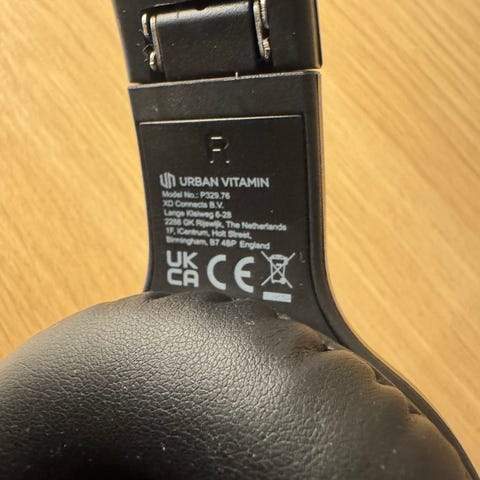 R
URBAN VITAMIN
Model No.: P329.76
XD Connects B.V.
Lange Kleiweg 6-28
2288 GK Rijswijk, The Netherlands
1F, iCentrum, Holt Street,
Birmingham, B7 4BP England
UK
CA CE